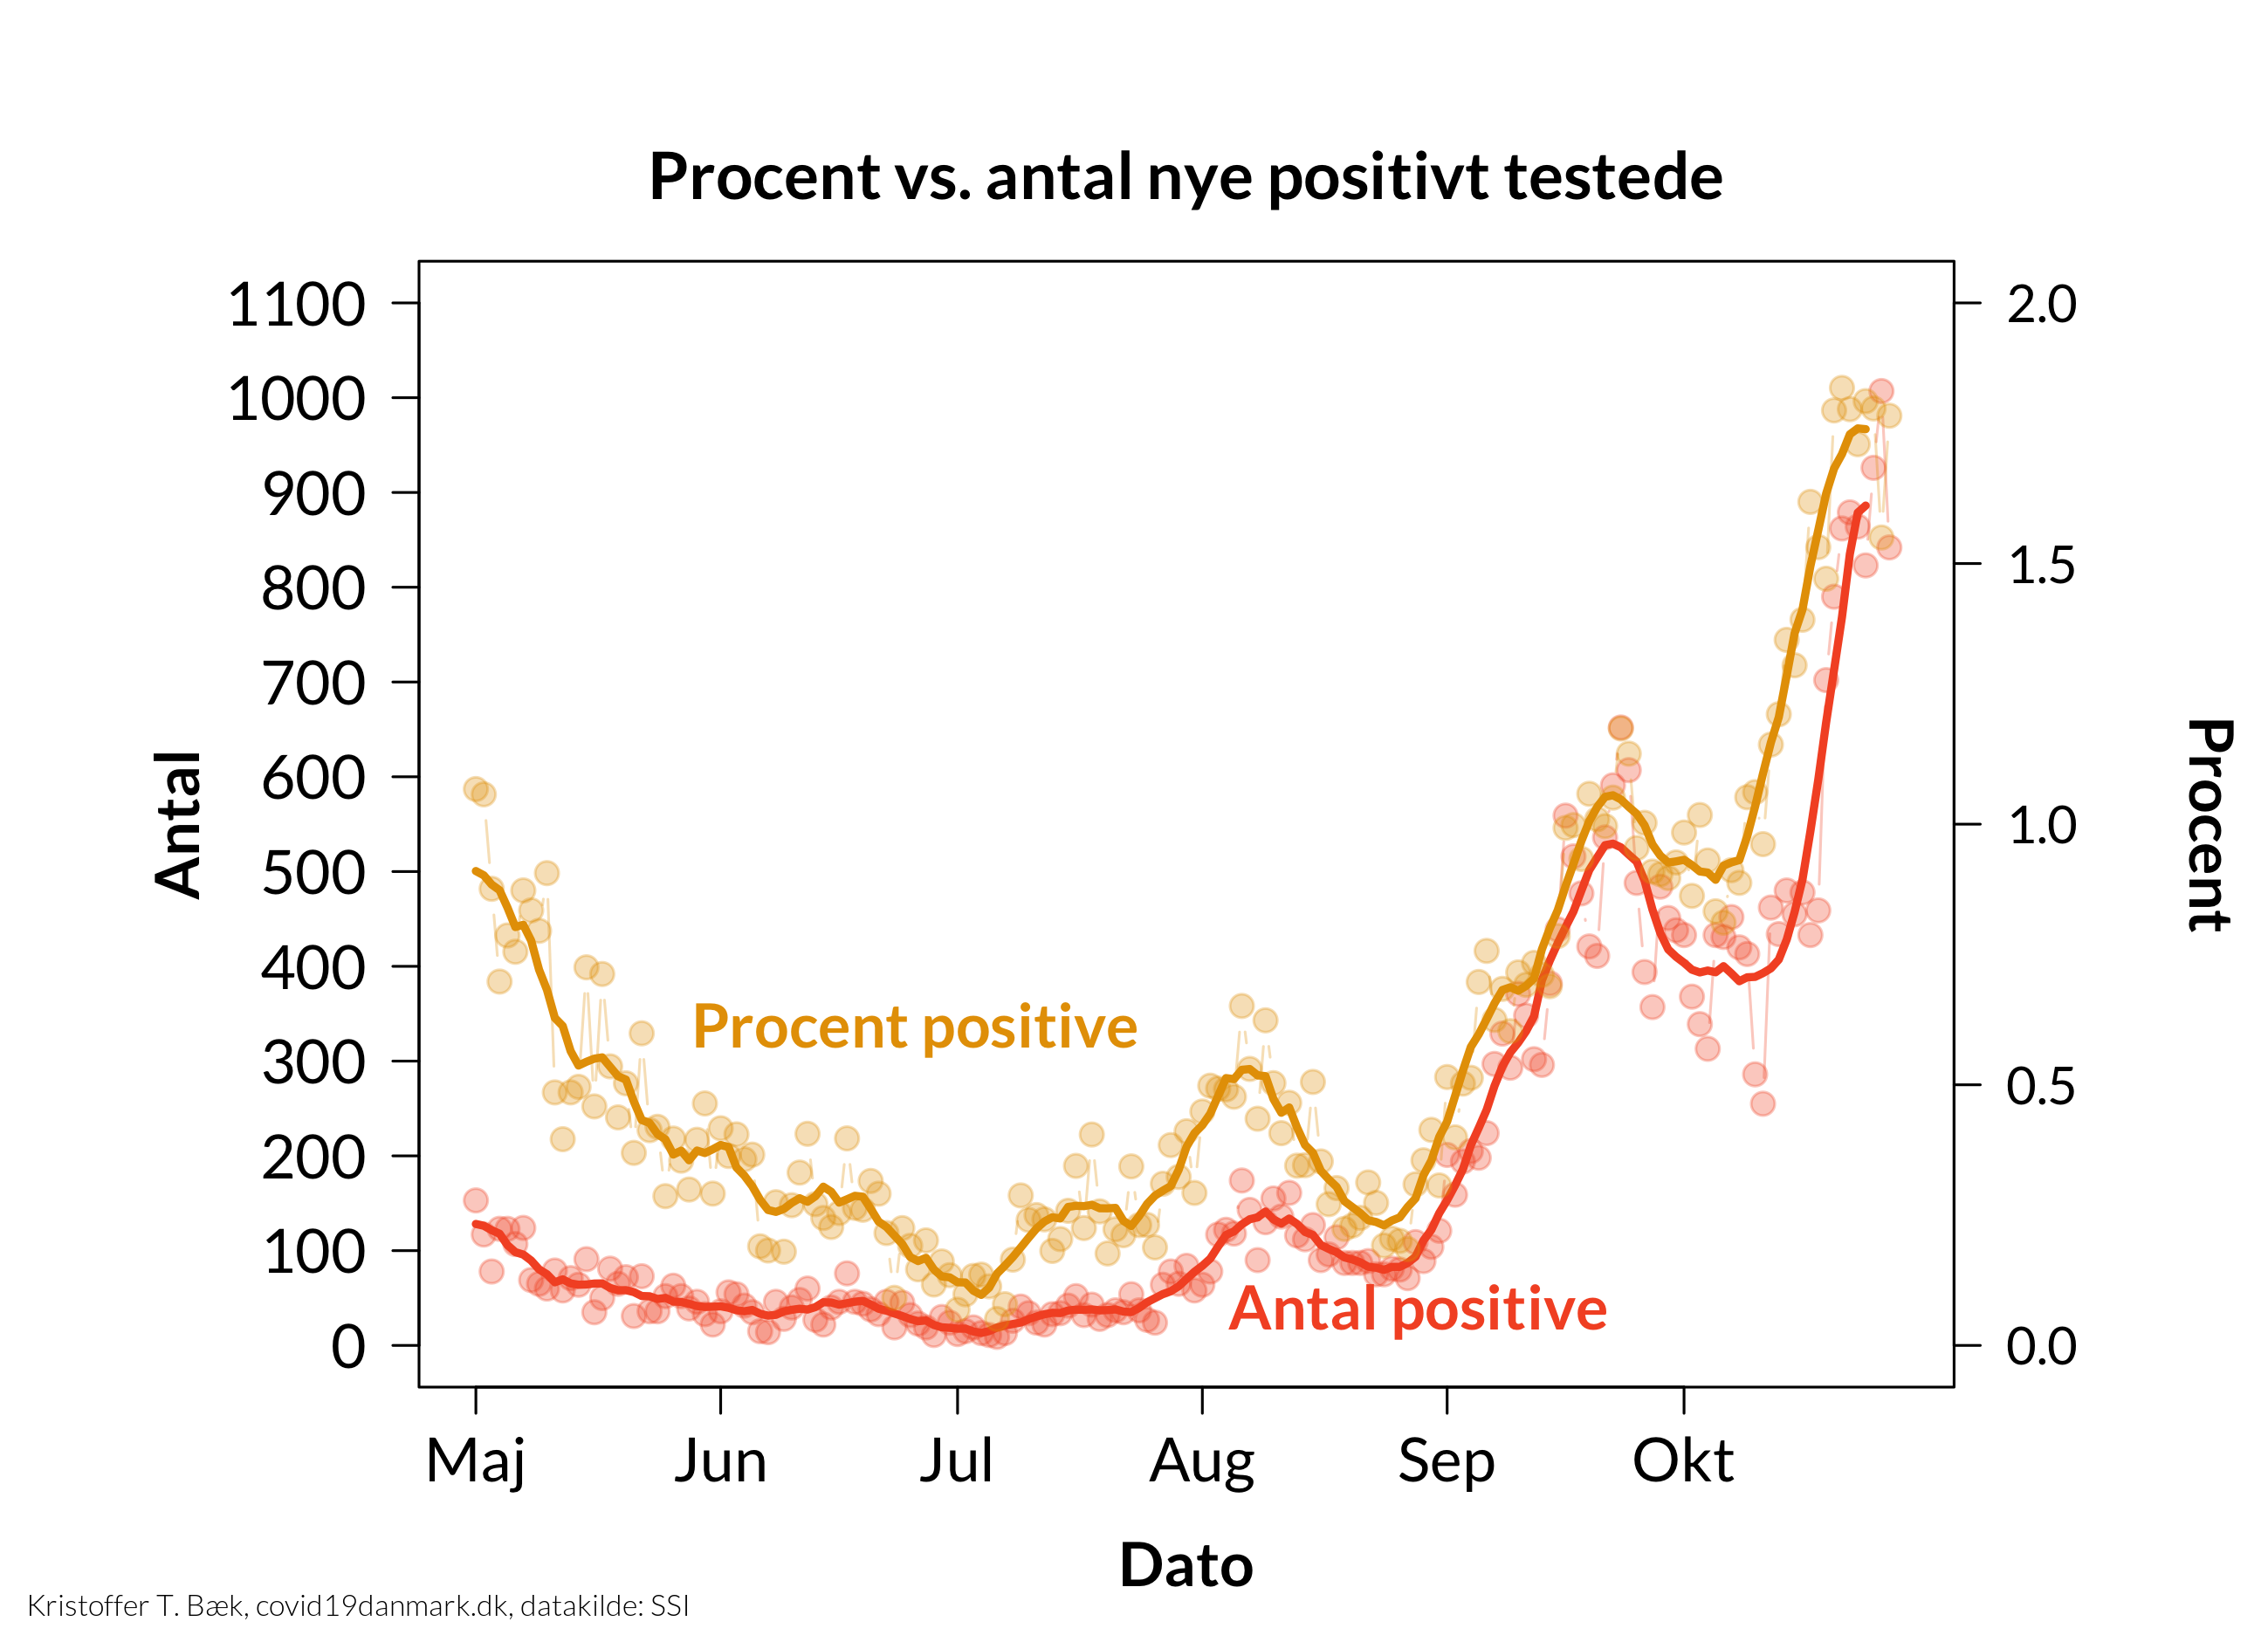 Procent vs. antal nye positivt testede
1100
1000
900
800
700
600
500
400
300
200
100
0
Antal
2.0
1.5
1.0
0.5
0.0
Procent
Procent positive
Antal positive
Maj Jun Jul Aug Sep Okt
Dato
Kristoffer T. Bæk, covid19danmark.dk, datakilde: SSI